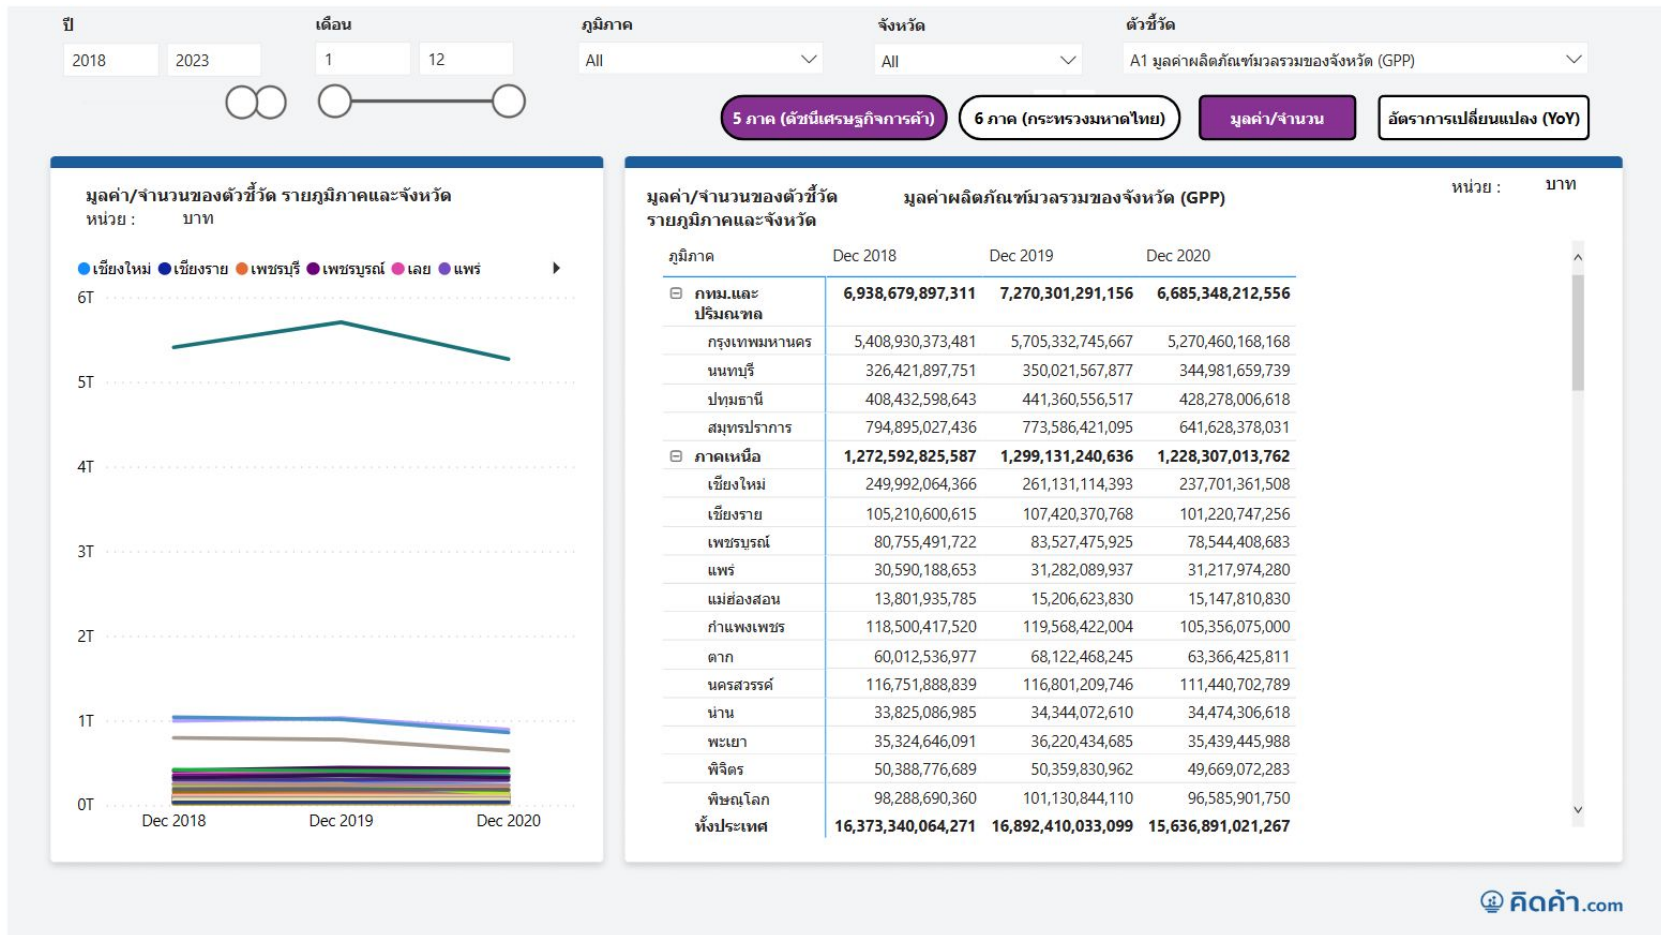 ปี เดือน ภูมิภาค จังหวัด ตัวชี้วัด
2018 2023 1 12 All All A1 มูลค่าผลิตภัณฑ์มวลรวมของจังหวัด (GPP)
5 ภาค (ดัชนีเศรษฐกิจการค้า) 6 ภาค (กระทรวงมหาดไทย) มูลค่า/จำนวน อัตราการเปลี่ยนแปลง (YoY)
มูลค่า/จำนวนของตัวชี้วัด รายภูมิภาคและจังหวัด
หน่วย : บาท
เชียงใหม่ เชียงราย เพชรบุรี เพชรบูรณ์ เลย แพร่
6T
5T
4T
3T
2T
1T
0T
Dec 2018 Dec 2019 Dec 2020
มูลค่า/จำนวนของตัวชี้วัด
รายภูมิภาคและจังหวัด
มูลค่าผลิตภัณฑ์มวลรวมของจังหวัด (GPP)
หน่วย : บาท
ภูมิภาค Dec 2018 Dec 2019 Dec 2020
กทม.และ 6,938,679,897,311 7,270,301,291,156 6,685,348,212,556
ปริมณฑล
กรุงเทพมหานคร 5,408,930,373,481 5,705,332,745,667 5,270,460,168,168
นนทบุรี 326,421,897,751 350,021,567,877 344,981,659,739
ปทุมธานี 408,432,598,643 441,360,556,517 428,278,006,618
สมุทรปราการ 794,895,027,436 773,586,421,095 641,628,378,031
ภาคเหนือ 1,272,592,825,587 1,299,131,240,636 1,228,307,013,762
เชียงใหม่ 249,992,064,366 261,131,114,393 237,701,361,508
เชียงราย 105,210,600,615 107,420,370,768 101,220,747,256
เพชรบูรณ์ 80,755,491,722 83,527,475,925 78,544,408,683
แพร่ 30,590,188,653 31,282,089,937 31,217,974,280
แม่ฮ่องสอน 13,801,935,785 15,206,623,830 15,147,810,830
กำแพงเพชร 118,500,417,520 119,568,422,004 105,356,075,000
ตาก 60,012,536,977 68,122,468,245 63,366,425,811
นครสวรรค์ 116,751,888,839 116,801,209,746 111,440,702,789
น่าน 33,825,086,985 34,344,072,610 34,474,306,618
พะเยา 35,324,646,091 36,220,434,685 35,439,445,988
พิจิตร 50,388,776,689 50,359,830,962 49,669,072,283
พิษณุโลก 98,288,690,360 101,130,844,110 96,585,901,750
ทั้งประเทศ 16,373,340,064,271 16,892,410,033,099 15,636,891,021,267
คิดค้า.com